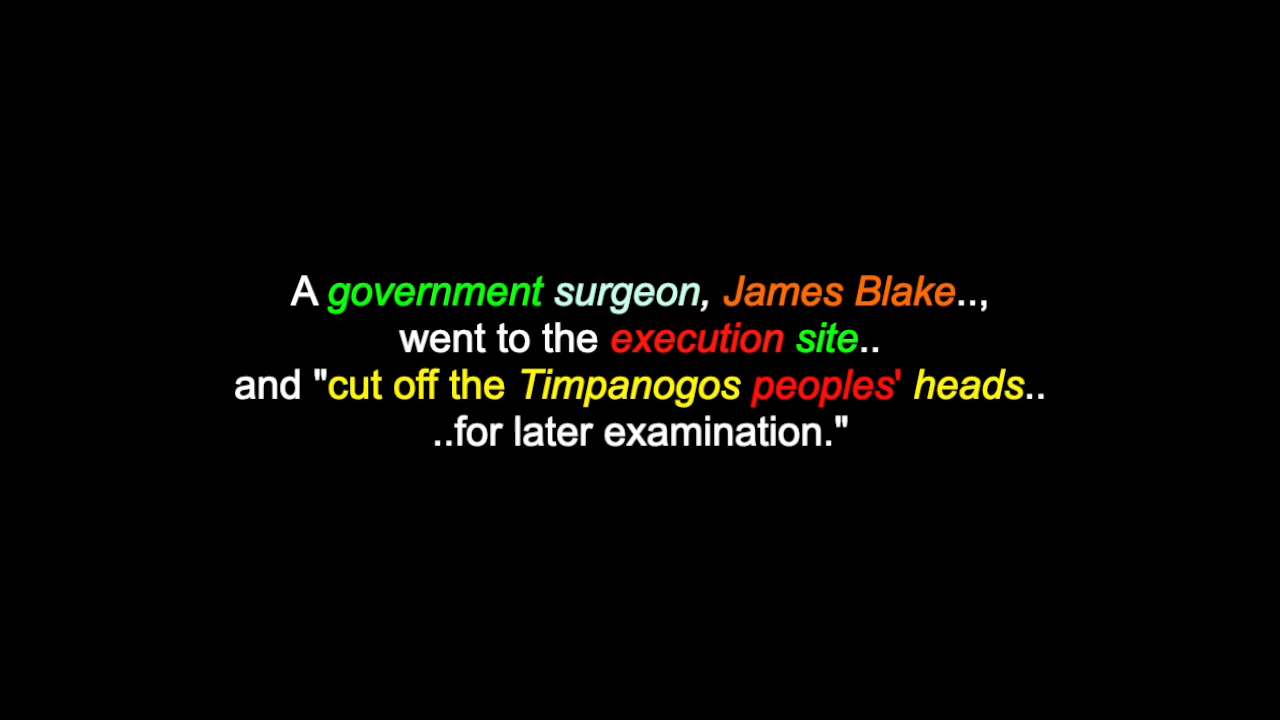 A government surgeon, James Blake..,
went to the execution site..
and "cut off the Timpanogos peoples' heads..
..for later examination."